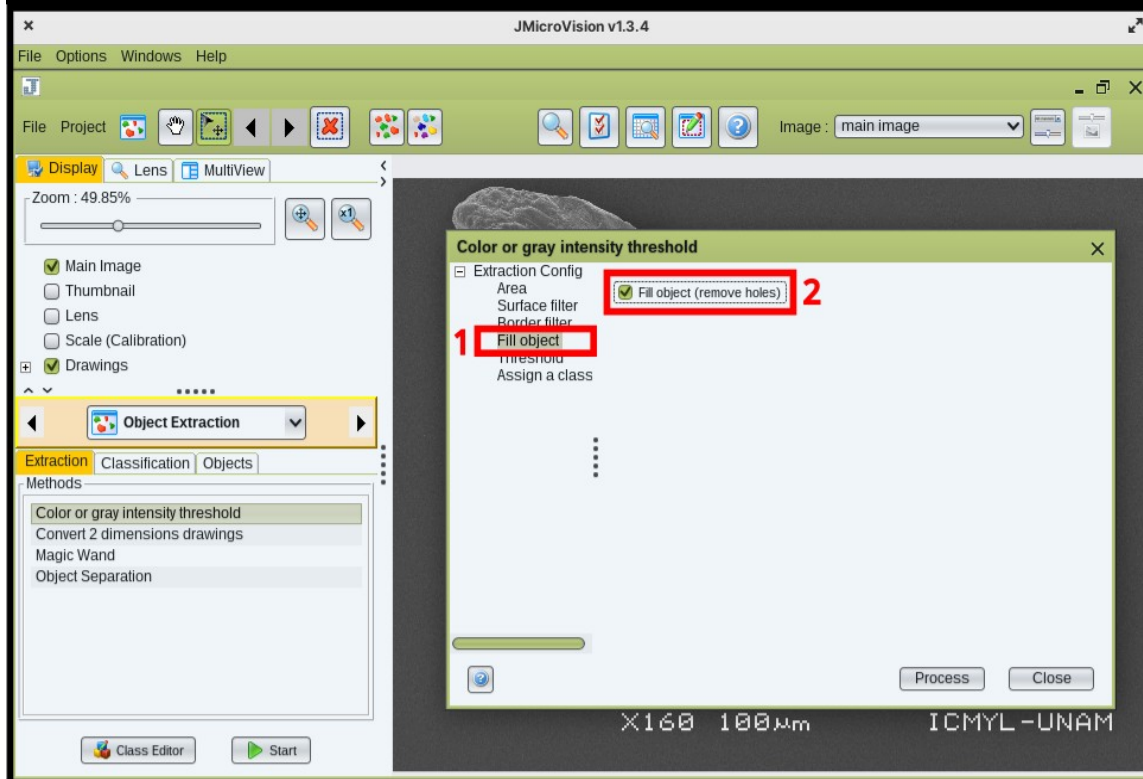 JMicroVision v1.3.4
File Options Windows Help
File Project Image : main image
Display Lens MultiView
Zoom : 49.85%
x1
Main Image
Thumbnail
Lens
Scale (Calibration)
Drawings
Object Extraction
Extraction Classification Objects
Methods
Color or gray intensity threshold
Convert 2 dimensions drawings
Magic Wand
Object Separation
Class Editor Start
Color or gray intensity threshold
Extraction Config
Area
Surface filter
Border filter
1 Fill object
Threshold
Assign a class
Fill object (remove holes) 2
Process Close
X160 100µm ICMYL-UNAM